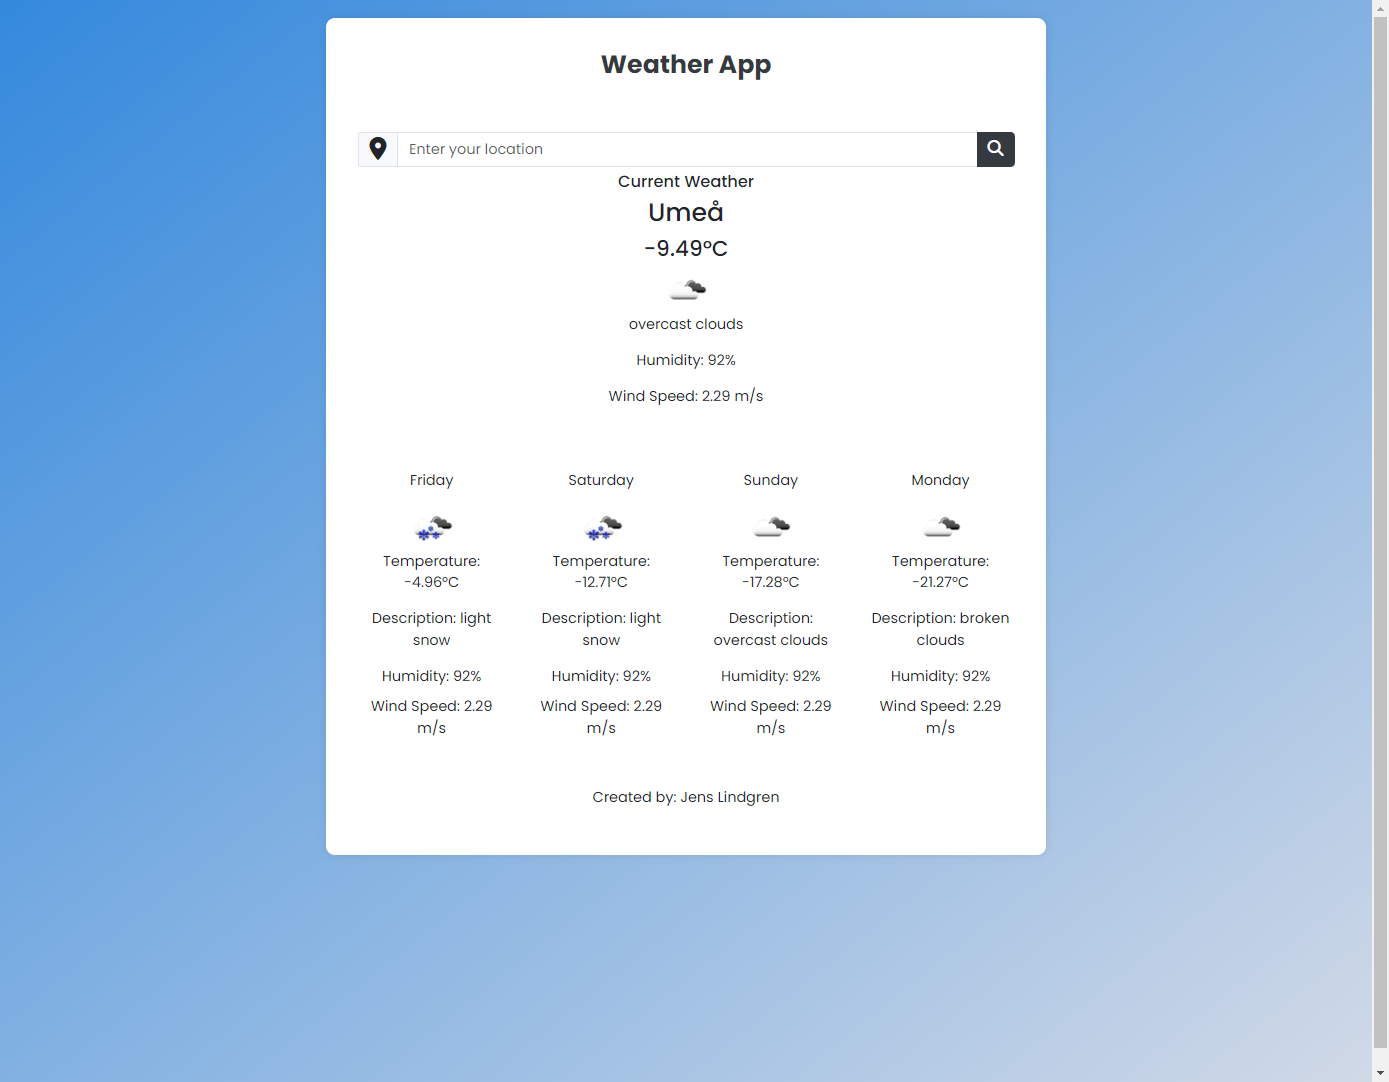 Weather App
Enter your location
Current Weather
Umeå
-9.49°C
overcast clouds
Humidity: 92%
Wind Speed: 2.29 m/s
Friday
Temperature:
-4.96°C
Description: light
snow
Humidity: 92%
Wind Speed: 2.29
m/s
Saturday
Temperature:
-12.71°C
Description: light
snow
Humidity: 92%
Wind Speed: 2.29
m/s
Sunday
Temperature:
-17.28°C
Description:
overcast clouds
Humidity: 92%
Wind Speed: 2.29
m/s
Monday
Temperature:
-21.27°C
Description: broken
clouds
Humidity: 92%
Wind Speed: 2.29
m/s
Created by: Jens Lindgren